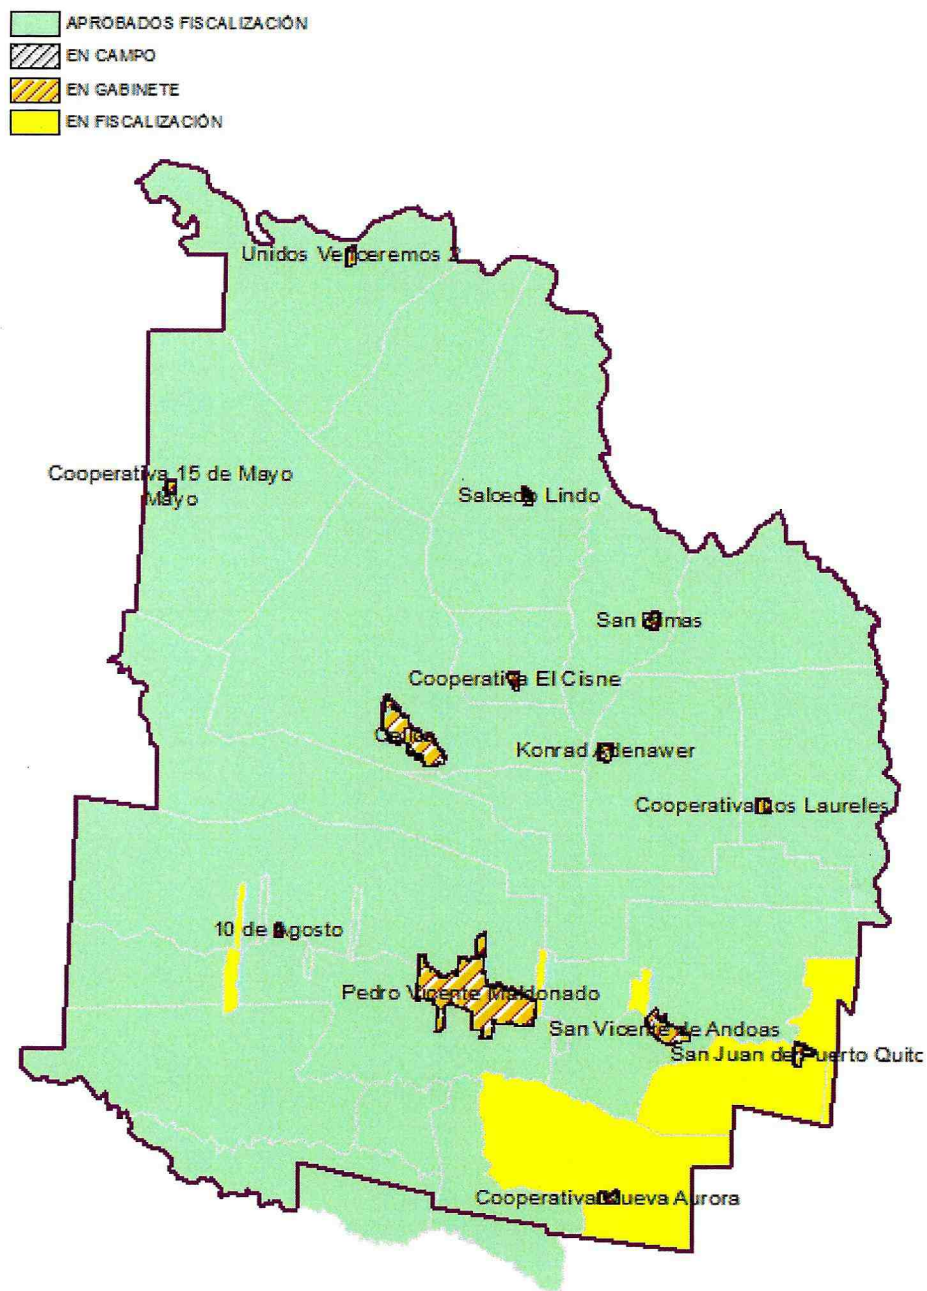 APROBADOS FISCALIZACIÓN
EN CAMPO
EN GABINETE
EN FISCALIZACIÓN
Unidos Venceremos 2
Cooperativa 15 de Mayo
Mayo
Salcedo Lindo
San Dimas
Cooperativa El Cisne
Celica
Konrad Adenawer
Cooperativa Los Laureles
10 de Agosto
Pedro Vicente Maldonado
San Vicente de Andoas
San Juan de Puerto Quito
Cooperativa Nueva Aurora